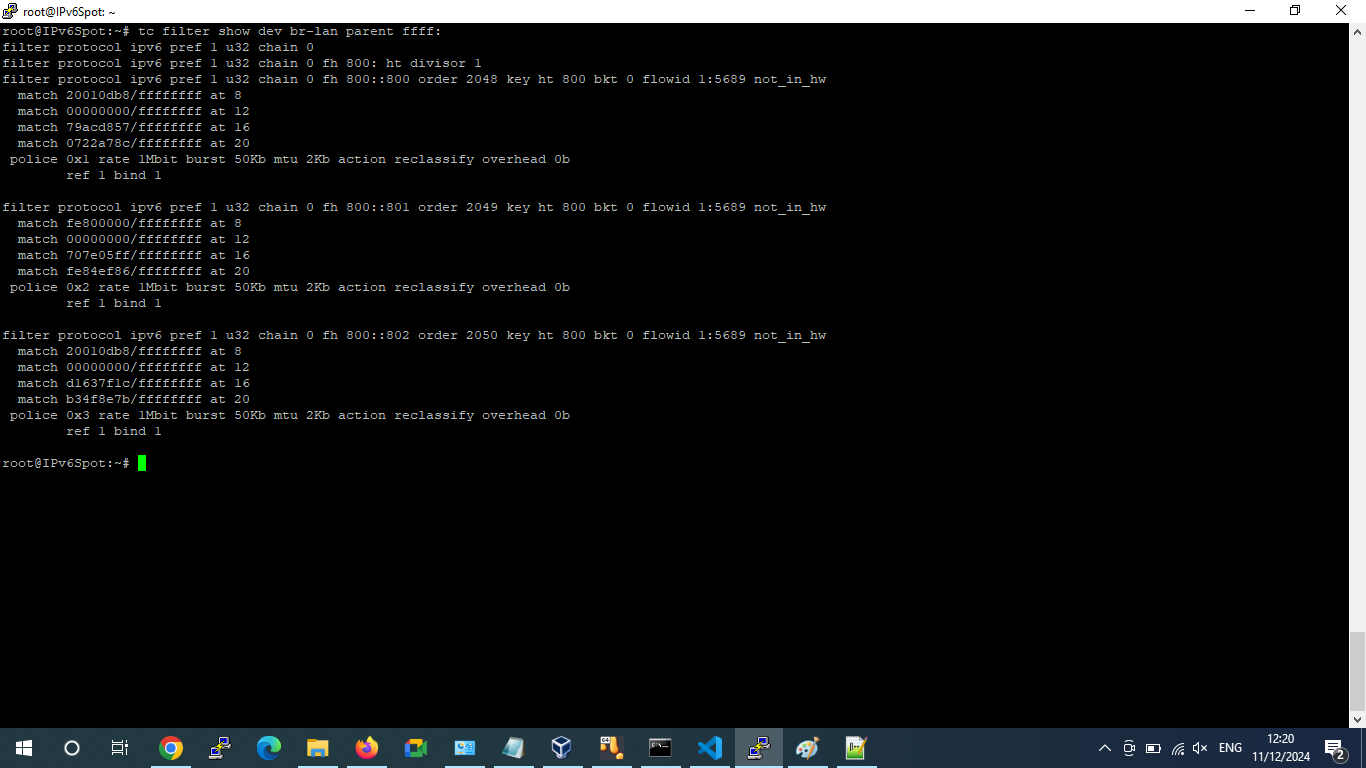 root@IPv6Spot: ~
root@IPv6Spot:~# tc filter show dev br-lan parent ffff:
filter protocol ipv6 pref 1 u32 chain 0
filter protocol ipv6 pref 1 u32 chain 0 fh 800: ht divisor 1
filter protocol ipv6 pref 1 u32 chain 0 fh 800::800 order 2048 key ht 800 bkt 0 flowid 1:5689 not_in_hw
  match 20010db8/ffffffff at 8
  match 00000000/ffffffff at 12
  match 79acd857/ffffffff at 16
  match 0722a78c/ffffffff at 20
 police 0x1 rate 1Mbit burst 50Kb mtu 2Kb action reclassify overhead 0b
        ref 1 bind 1
filter protocol ipv6 pref 1 u32 chain 0 fh 800::801 order 2049 key ht 800 bkt 0 flowid 1:5689 not_in_hw
  match fe800000/ffffffff at 8
  match 00000000/ffffffff at 12
  match 707e05ff/ffffffff at 16
  match fe84ef86/ffffffff at 20
 police 0x2 rate 1Mbit burst 50Kb mtu 2Kb action reclassify overhead 0b
        ref 1 bind 1
filter protocol ipv6 pref 1 u32 chain 0 fh 800::802 order 2050 key ht 800 bkt 0 flowid 1:5689 not_in_hw
  match 20010db8/ffffffff at 8
  match 00000000/ffffffff at 12
  match d1637f1c/ffffffff at 16
  match b34f8e7b/ffffffff at 20
 police 0x3 rate 1Mbit burst 50Kb mtu 2Kb action reclassify overhead 0b
        ref 1 bind 1
root@IPv6Spot:~#
ENG
12:20
11/12/2024
2